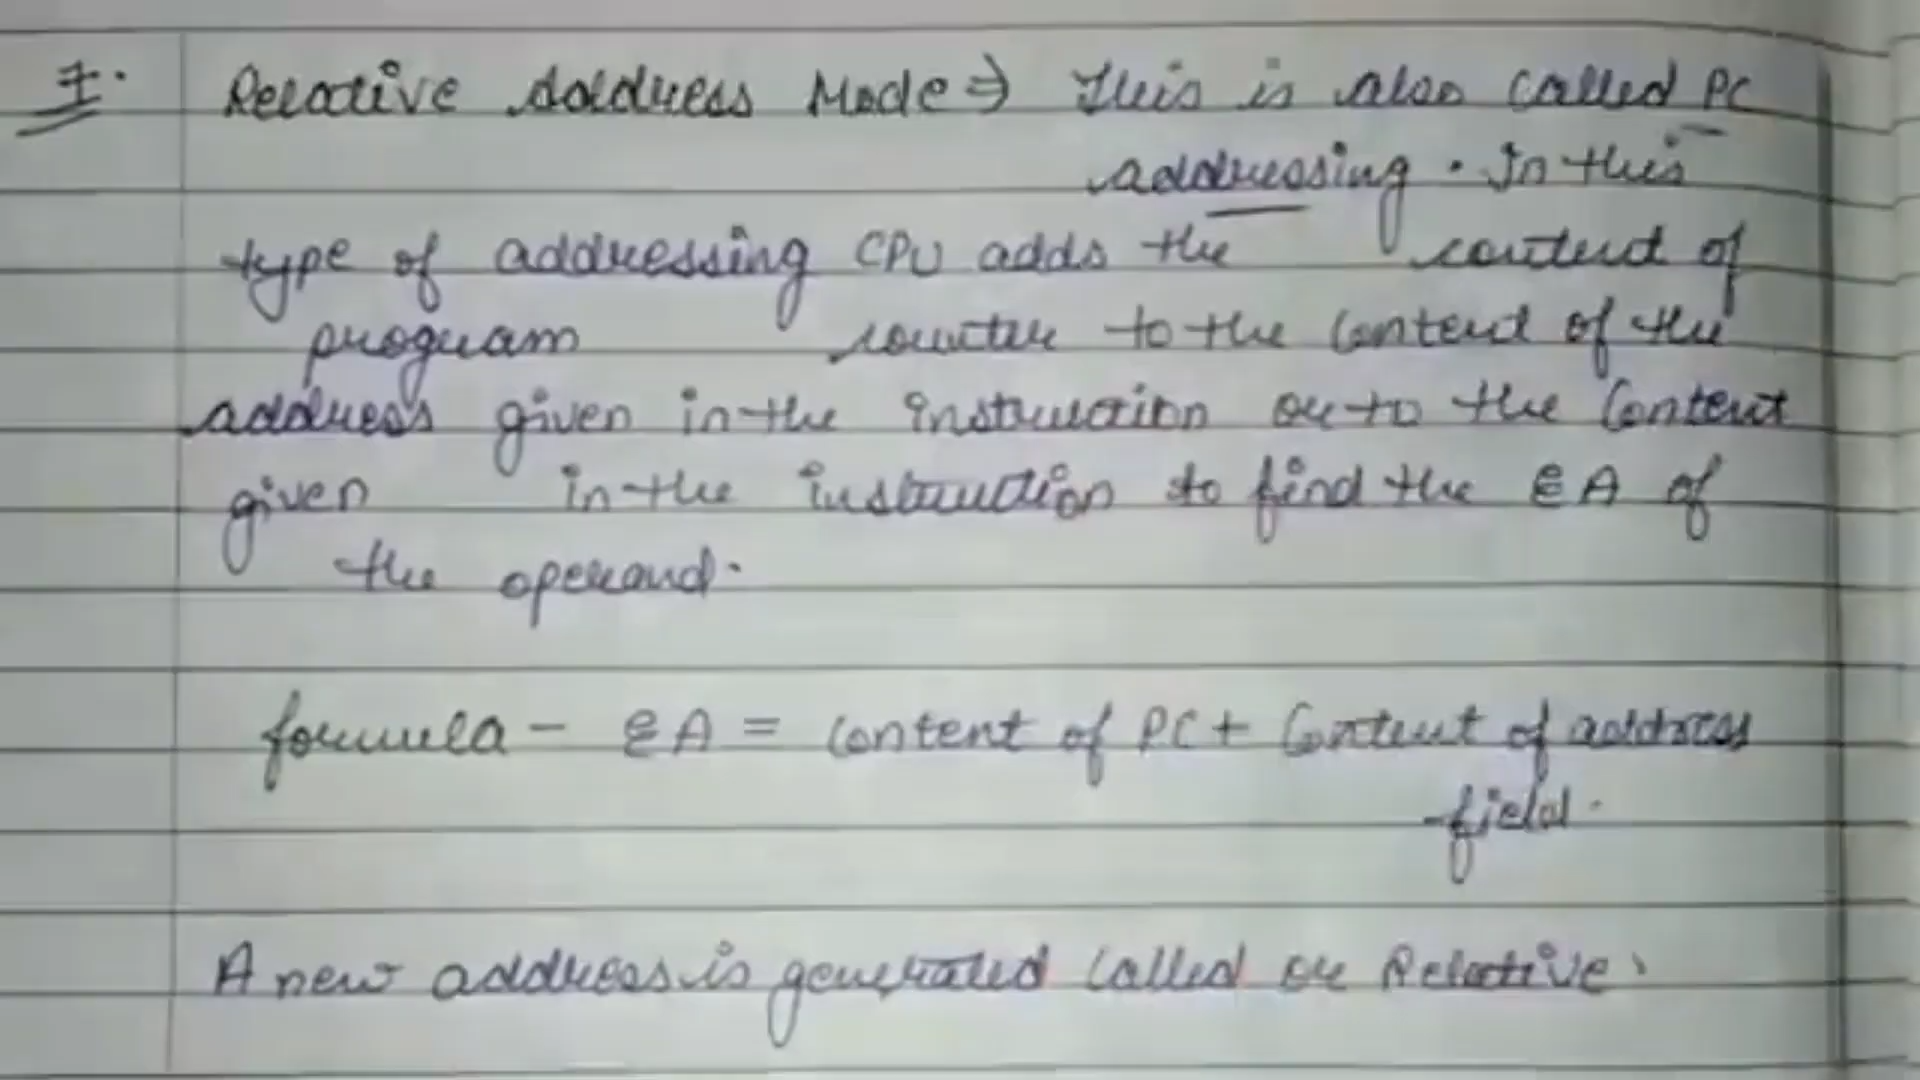 7. Relative Address Mode ⇒ This is also called PC
addressing. In this
type of addressing CPU adds the content of
program counter to the content of the
address given in the instruction or to the content
given in the instruction to find the EA of
the operand.
formula - EA = content of PC + Content of address
field.
A new address is generated called or Relative.